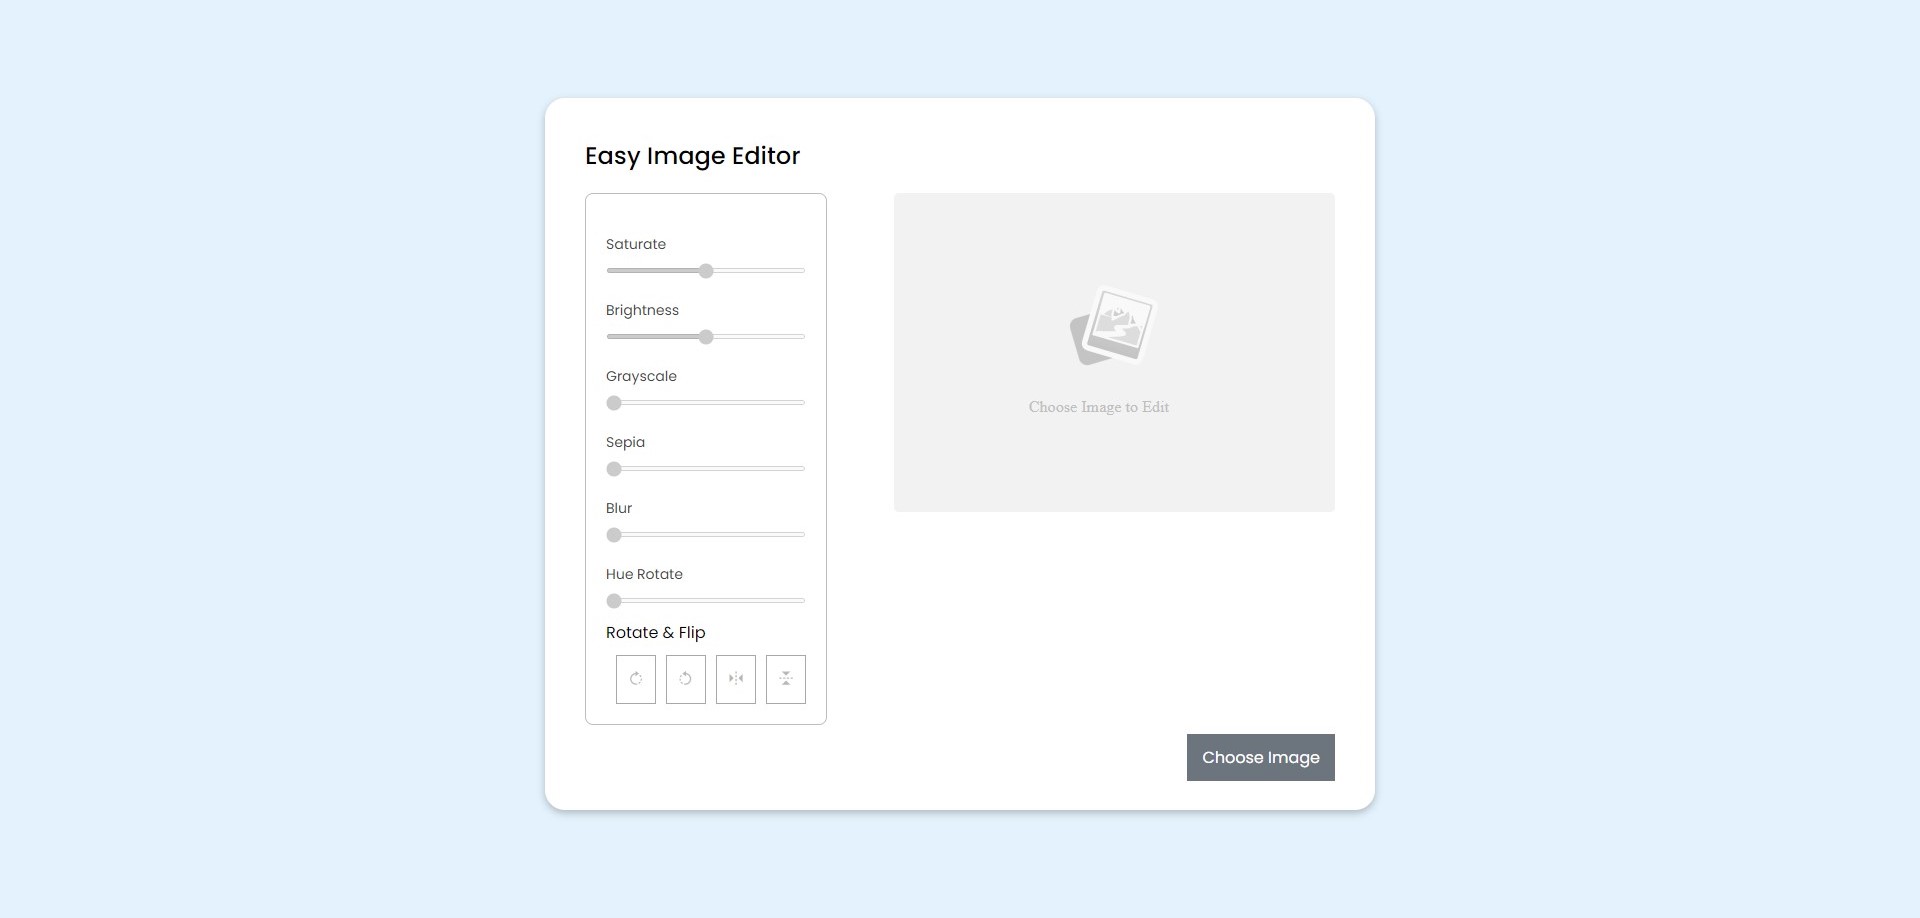 Easy Image Editor
Saturate
Brightness
Grayscale
Sepia
Blur
Hue Rotate
Rotate & Flip
Choose Image to Edit
Choose Image